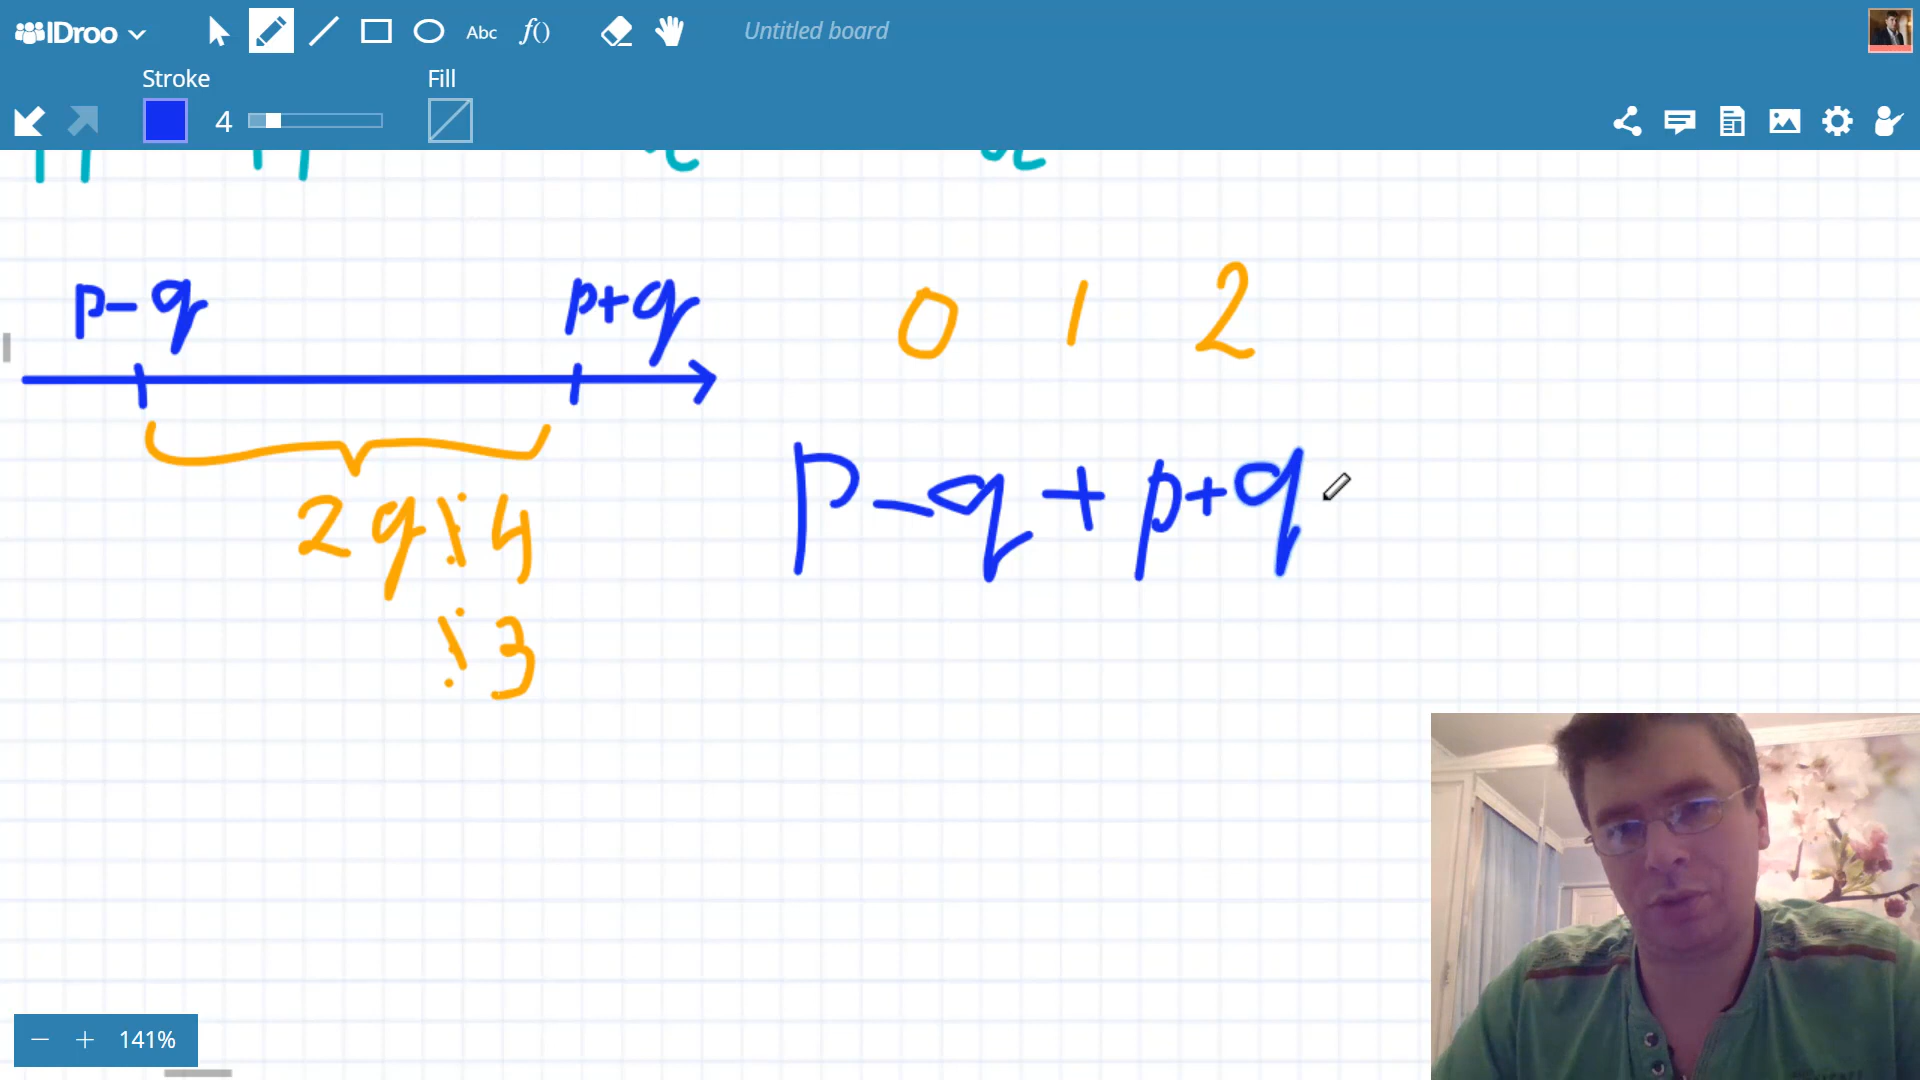 IDroo
Abc
f()
Untitled board
Stroke
Fill
4
p-q
p+q
0 1 2
2q⋮4
⋮3
p-q+p+q
141%